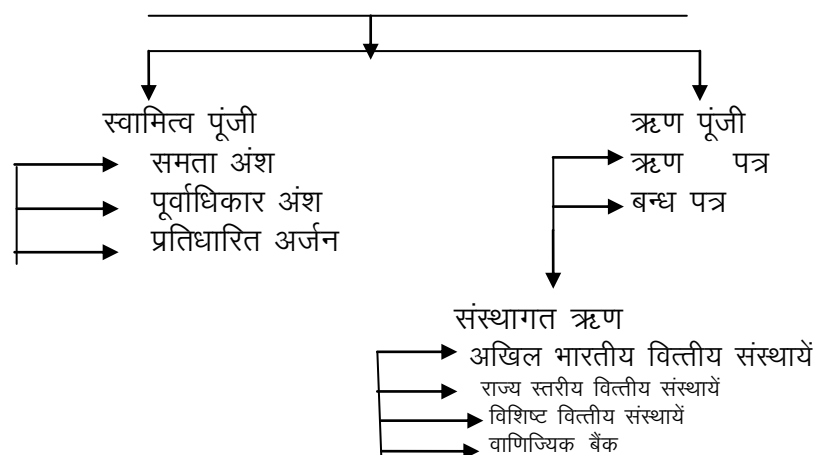 स्वामित्व पूंजी
समता अंश
पूर्वाधिकार अंश
प्रतिधारित अर्जन
ऋण पूंजी
ऋण पत्र
बन्ध पत्र
संस्थागत ऋण
अखिल भारतीय वित्तीय संस्थायें
राज्य स्तरीय वित्तीय संस्थायें
विशिष्ट वित्तीय संस्थायें
वाणिज्यिक बैंक